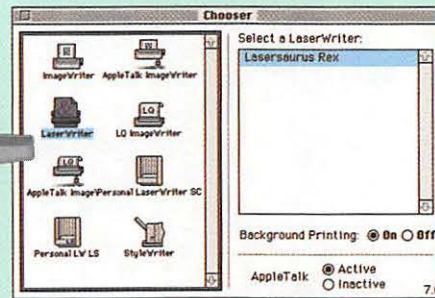 Chooser
Select a LaserWriter:
Lasersaurus Rex
ImageWriter
AppleTalk ImageWriter
LaserWriter
LQ ImageWriter
AppleTalk ImageW
Personal LaserWriter SC
Personal LW LS
StyleWriter
Background Printing: On Off
AppleTalk
Active
Inactive